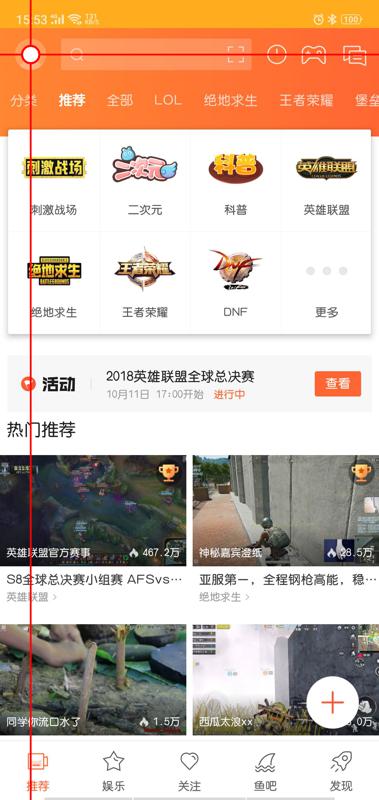 15:53
121 KB/s
100
分类 推荐 全部 LOL 绝地求生 王者荣耀 堡垒
刺激战场 二次元 科普 英雄联盟
LEAGUE LEGENDS
刺激战场 二次元 科普 英雄联盟
绝地求生 王者荣耀 DNF
BATTLEGROUNDS
绝地求生 王者荣耀 DNF 更多
活动
2018英雄联盟全球总决赛
10月11日 17:00开始 进行中
查看
热门推荐
英雄联盟官方赛事 467.2万
神秘嘉宾澄纸 28.5万
S8全球总决赛小组赛 AFSvs…
英雄联盟
亚服第一，全程钢枪高能，稳…
绝地求生
同学你流口水了 1.5万
西瓜太浪xx
推荐 娱乐 关注 鱼吧 发现